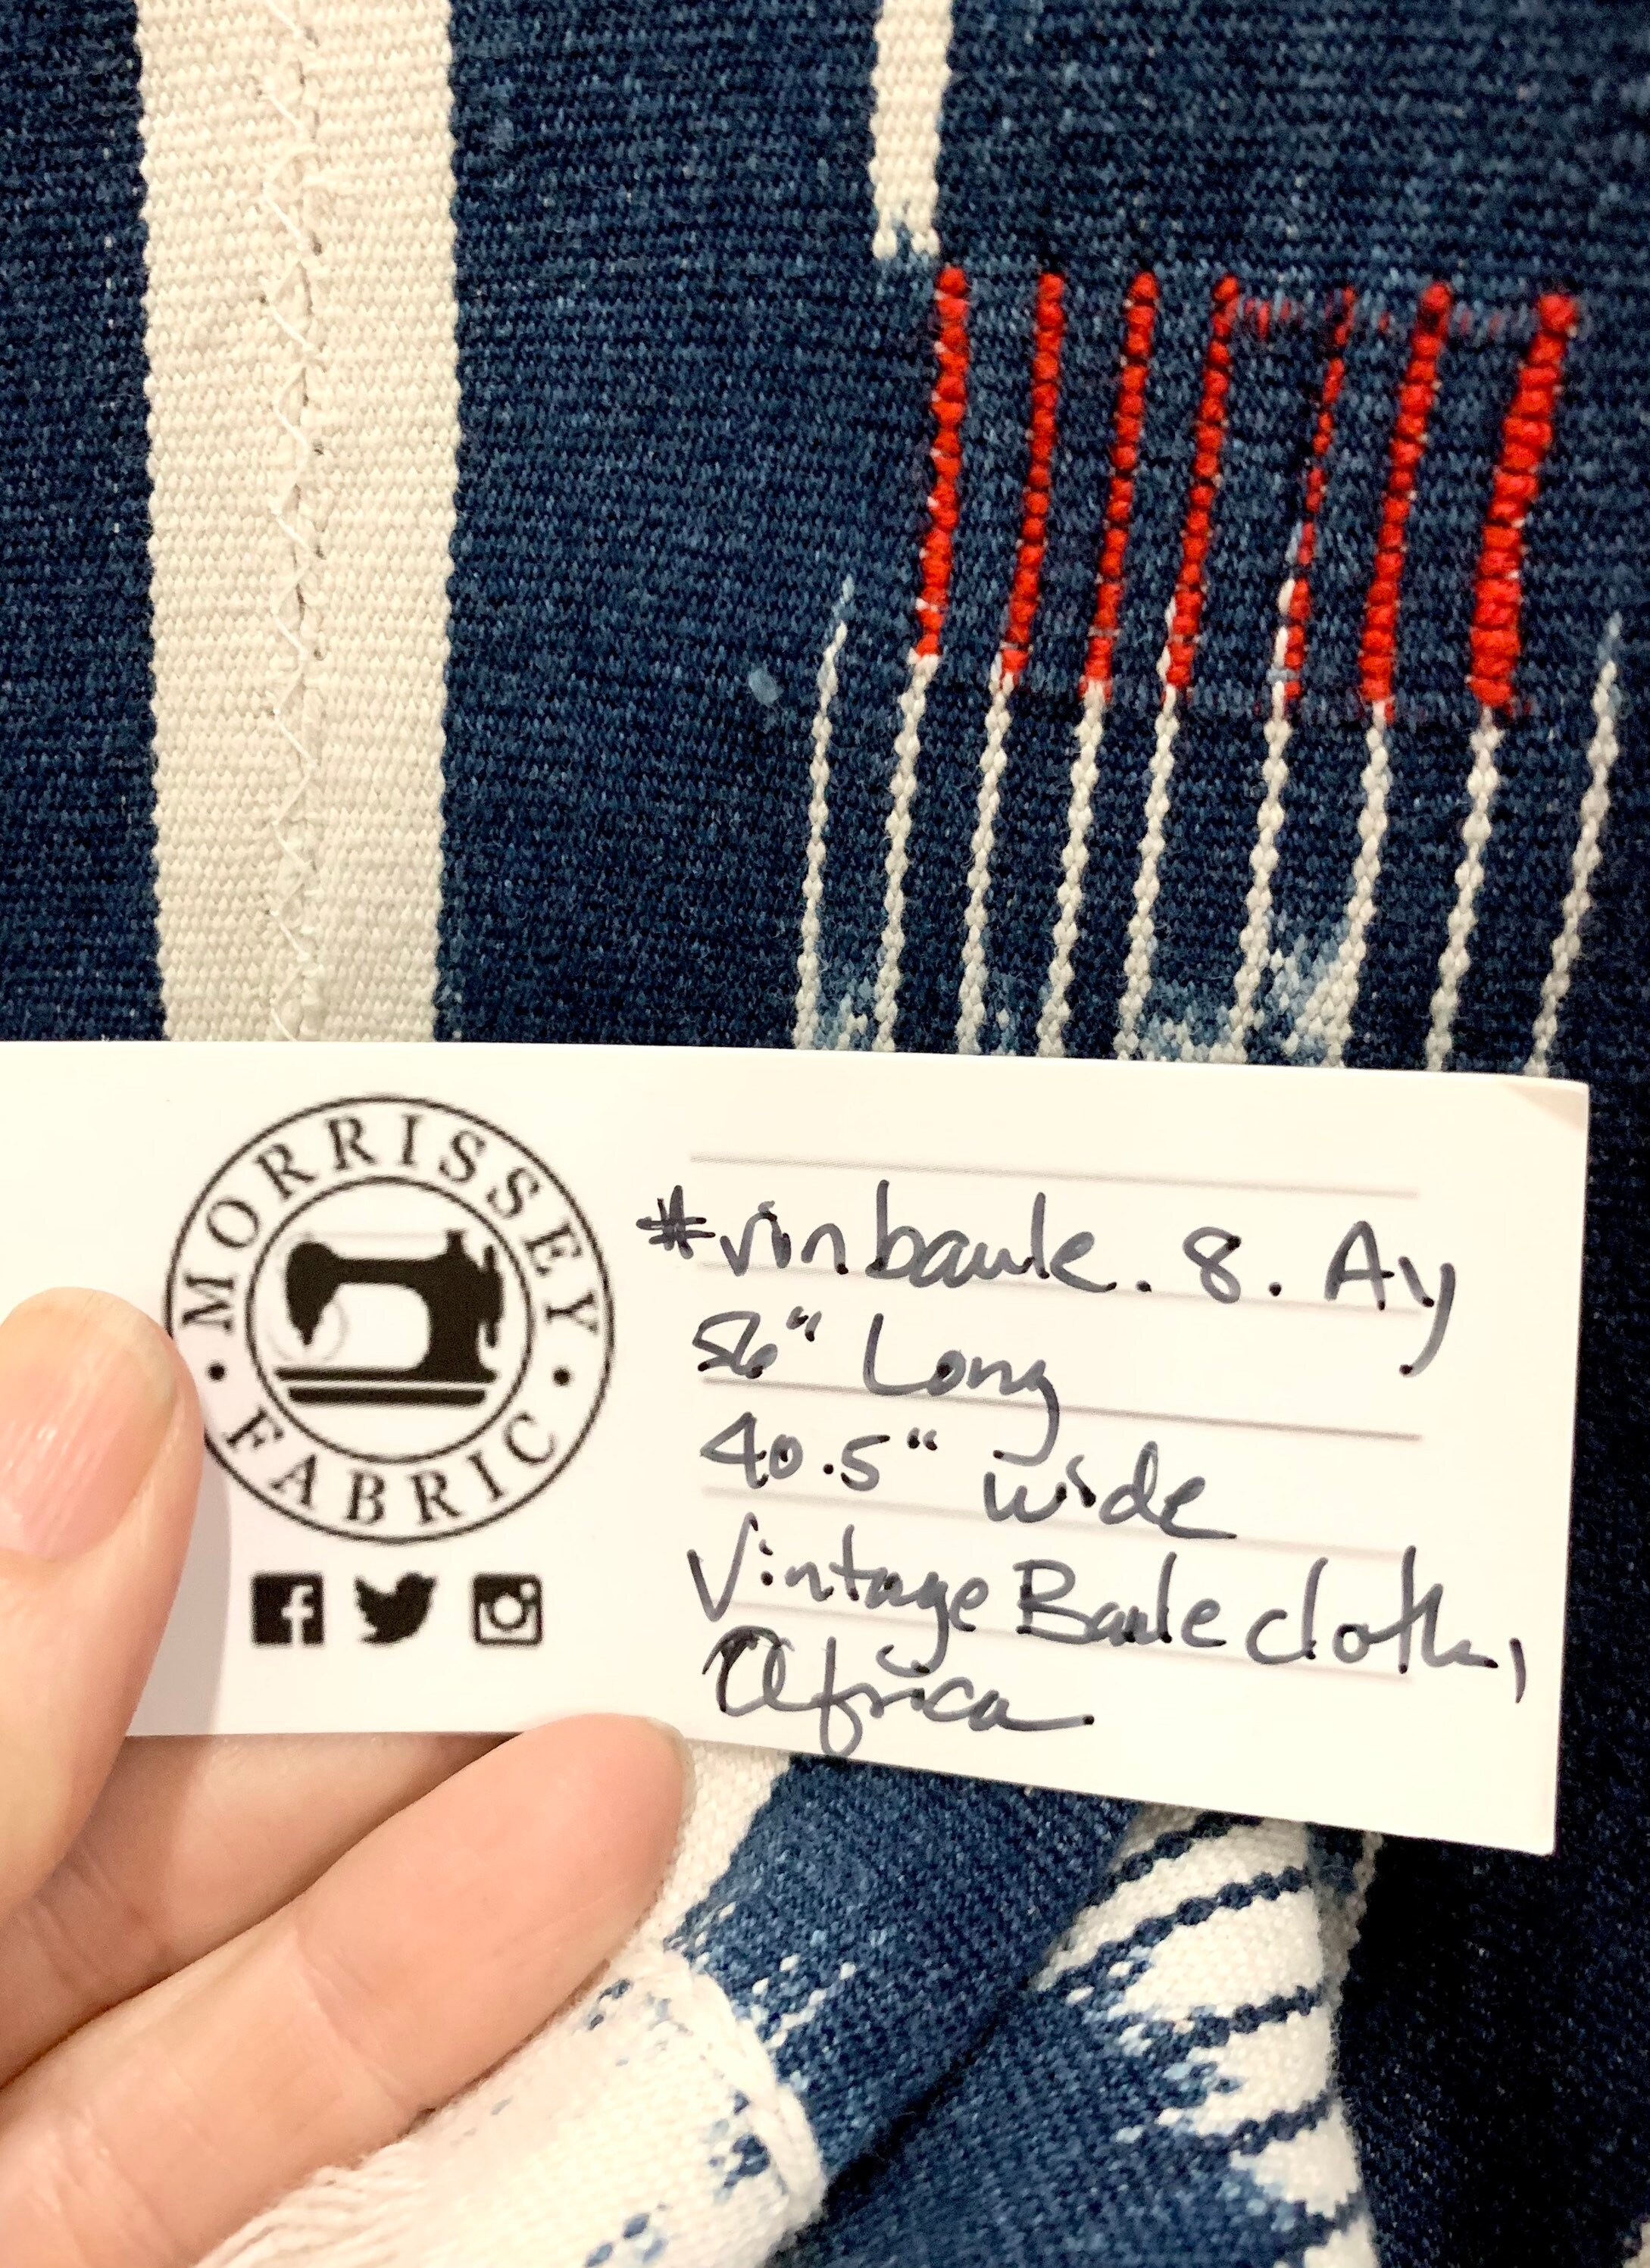 MORRISSEY
FABRIC
#vinbaule. 8. Ay
56" Long
40.5" wide
Vintage Baule cloth,
Africa